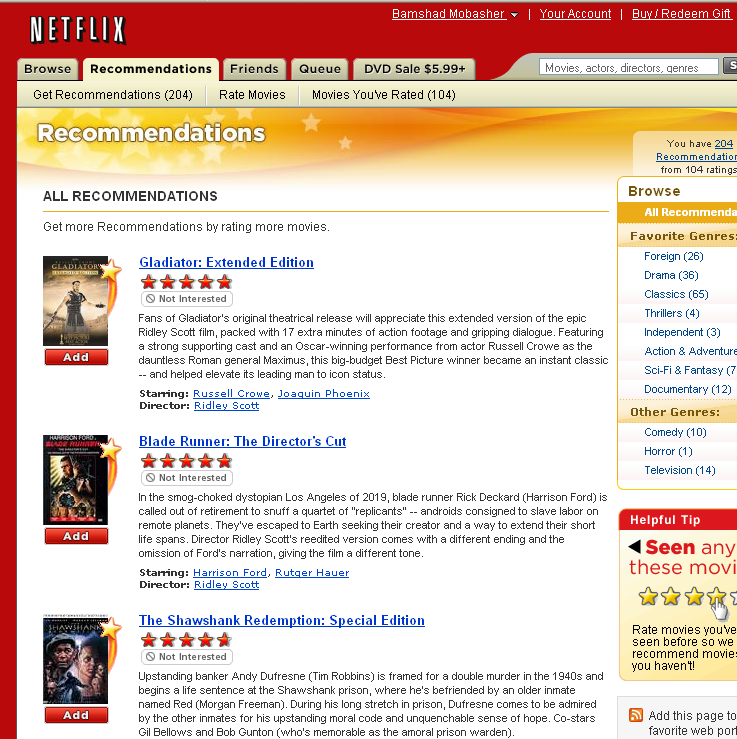 NETFLIX
Bamshad Mobasher | Your Account | Buy / Redeem Gift
Browse Recommendations Friends Queue DVD Sale $5.99+
Movies, actors, directors, genres S
Get Recommendations (204) Rate Movies Movies You've Rated (104)
Recommendations
You have 204
Recommendation
from 104 ratings
ALL RECOMMENDATIONS
Get more Recommendations by rating more movies.
GLADIATOR
Gladiator: Extended Edition
Not Interested
Fans of Gladiator's original theatrical release will appreciate this extended version of the epic
Ridley Scott film, packed with 17 extra minutes of action footage and gripping dialogue. Featuring
a strong supporting cast and an Oscar-winning performance from actor Russell Crowe as the
dauntless Roman general Maximus, this big-budget Best Picture winner became an instant classic
-- and helped elevate its leading man to icon status.
Add
Starring: Russell Crowe, Joaquin Phoenix
Director: Ridley Scott
HARRISON FORD
BLADE RUNNER
Blade Runner: The Director's Cut
Not Interested
In the smog-choked dystopian Los Angeles of 2019, blade runner Rick Deckard (Harrison Ford) is
called out of retirement to snuff a quartet of "replicants" -- androids consigned to slave labor on
remote planets. They've escaped to Earth seeking their creator and a way to extend their short
life spans. Director Ridley Scott's reedited version comes with a different ending and the
omission of Ford's narration, giving the film a different tone.
Add
Starring: Harrison Ford, Rutger Hauer
Director: Ridley Scott
SHAWSHANK
The Shawshank Redemption: Special Edition
Not Interested
Upstanding banker Andy Dufresne (Tim Robbins) is framed for a double murder in the 1940s and
begins a life sentence at the Shawshank prison, where he's befriended by an older inmate
named Red (Morgan Freeman). During his long stretch in prison, Dufresne comes to be admired
by the other inmates for his upstanding moral code and unquenchable sense of hope. Co-stars
Gil Bellows and Bob Gunton (who's memorable as the amoral prison warden).
Add
Browse
All Recommenda
Favorite Genres:
Foreign (26)
Drama (36)
Classics (65)
Thrillers (4)
Independent (3)
Action & Adventure
Sci-Fi & Fantasy (7
Documentary (12)
Other Genres:
Comedy (10)
Horror (1)
Television (14)
Helpful Tip
Seen any
these movi
Rate movies you've
seen before so we
recommend movies
you haven't!
Add this page to
favorite web port